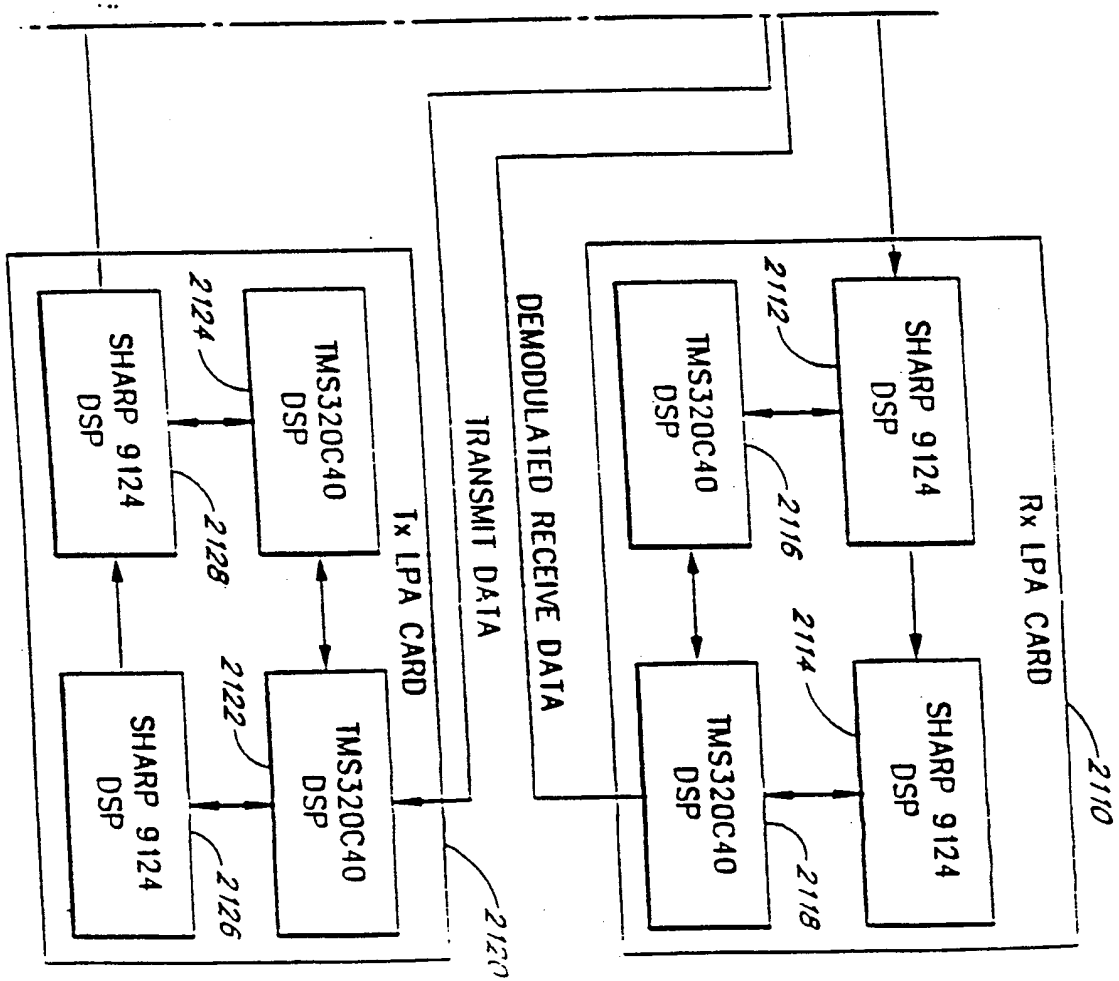 Rx LPA CARD
2110
SHARP 9124
DSP
2112
SHARP 9124
DSP
2114
TMS320C40
DSP
2116
TMS320C40
DSP
2118
DEMODULATED RECEIVE DATA
TRANSMIT DATA
Tx LPA CARD
2120
TMS320C40
DSP
2124
TMS320C40
DSP
2122
SHARP 9124
DSP
2128
SHARP 9124
DSP
2126